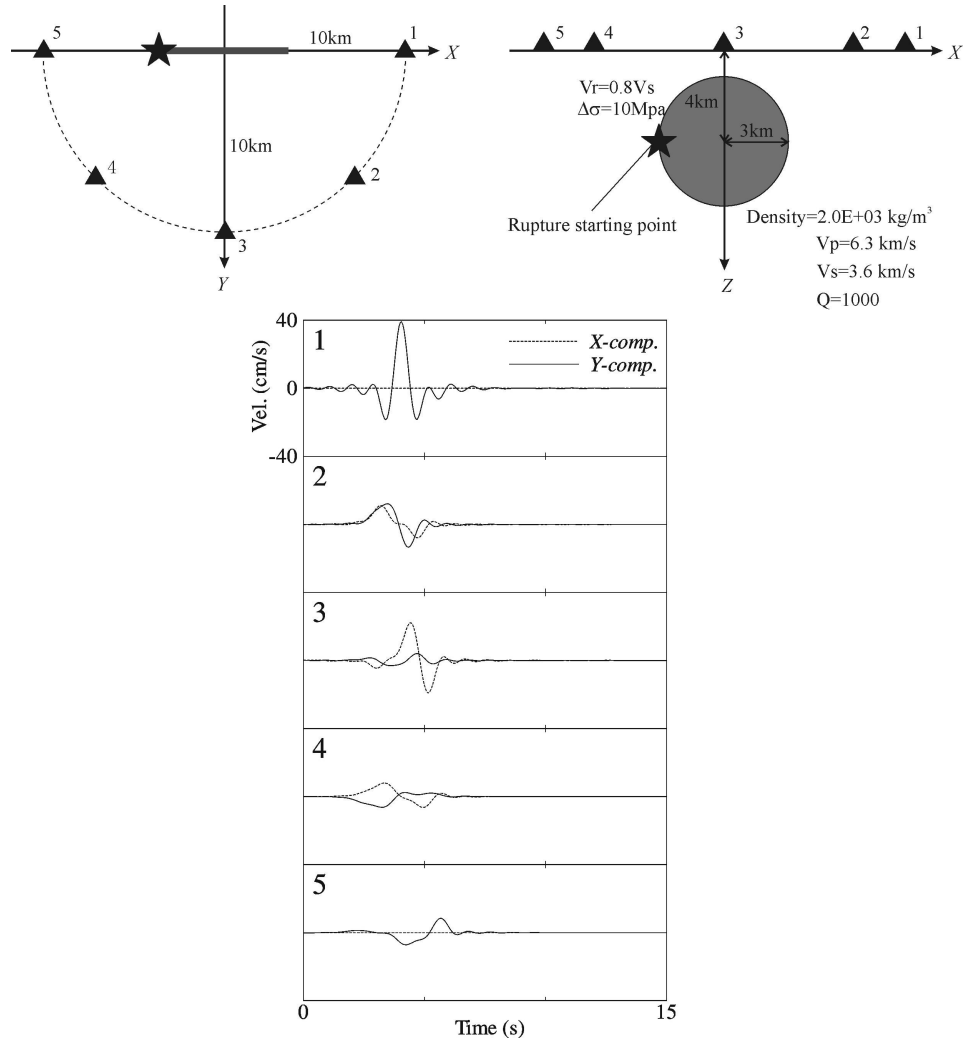 5
10km
1
X
10km
4
2
3
Y
5
4
3
2
1
X
Vr=0.8Vs
Δσ=10Mpa
4km
3km
Rupture starting point
Density=2.0E+03 kg/m³
Vp=6.3 km/s
Vs=3.6 km/s
Q=1000
Z
40
1
X-comp.
Y-comp.
Vel. (cm/s)
0
-40
2
3
4
5
0
15
Time (s)